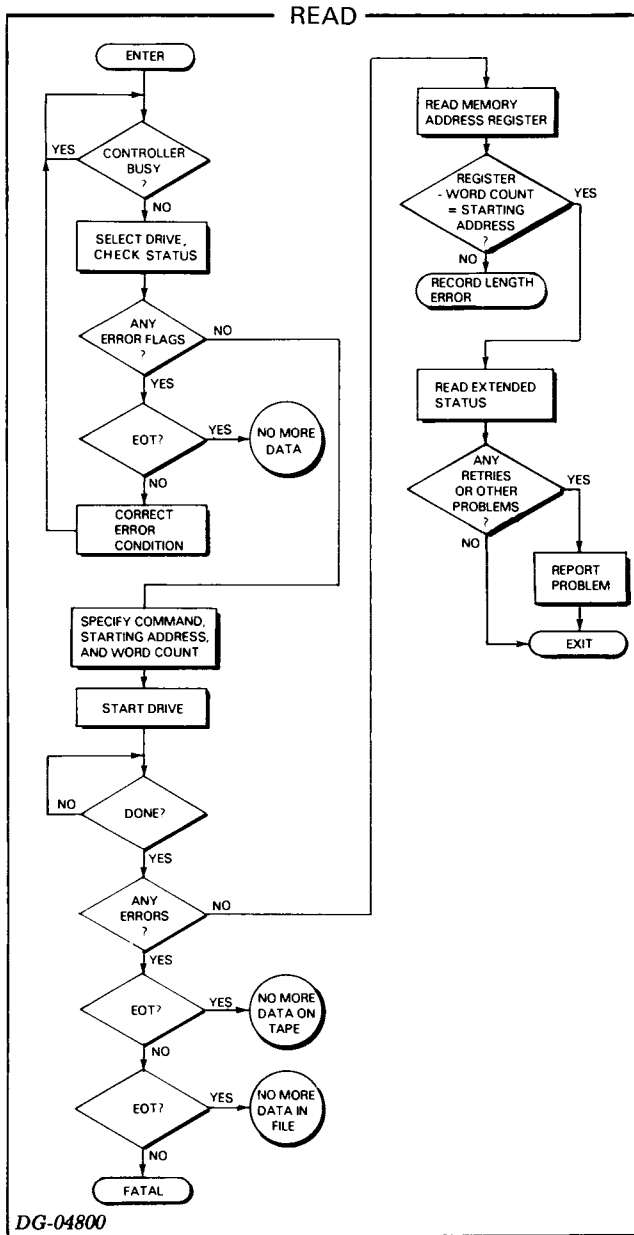 READ
ENTER
YES
CONTROLLER
BUSY
?
NO
SELECT DRIVE,
CHECK STATUS
ANY
ERROR FLAGS
?
NO
YES
EOT?
YES
NO MORE
DATA
NO
CORRECT
ERROR
CONDITION
SPECIFY COMMAND,
STARTING ADDRESS,
AND WORD COUNT
START DRIVE
NO
DONE?
YES
ANY
ERRORS
?
NO
YES
EOT?
YES
NO MORE
DATA ON
TAPE
NO
EOT?
YES
NO MORE
DATA IN
FILE
NO
FATAL
READ MEMORY
ADDRESS REGISTER
REGISTER
- WORD COUNT
= STARTING
ADDRESS
?
YES
NO
RECORD LENGTH
ERROR
READ EXTENDED
STATUS
ANY
RETRIES
OR OTHER
PROBLEMS
?
YES
NO
REPORT
PROBLEM
EXIT
DG-04800